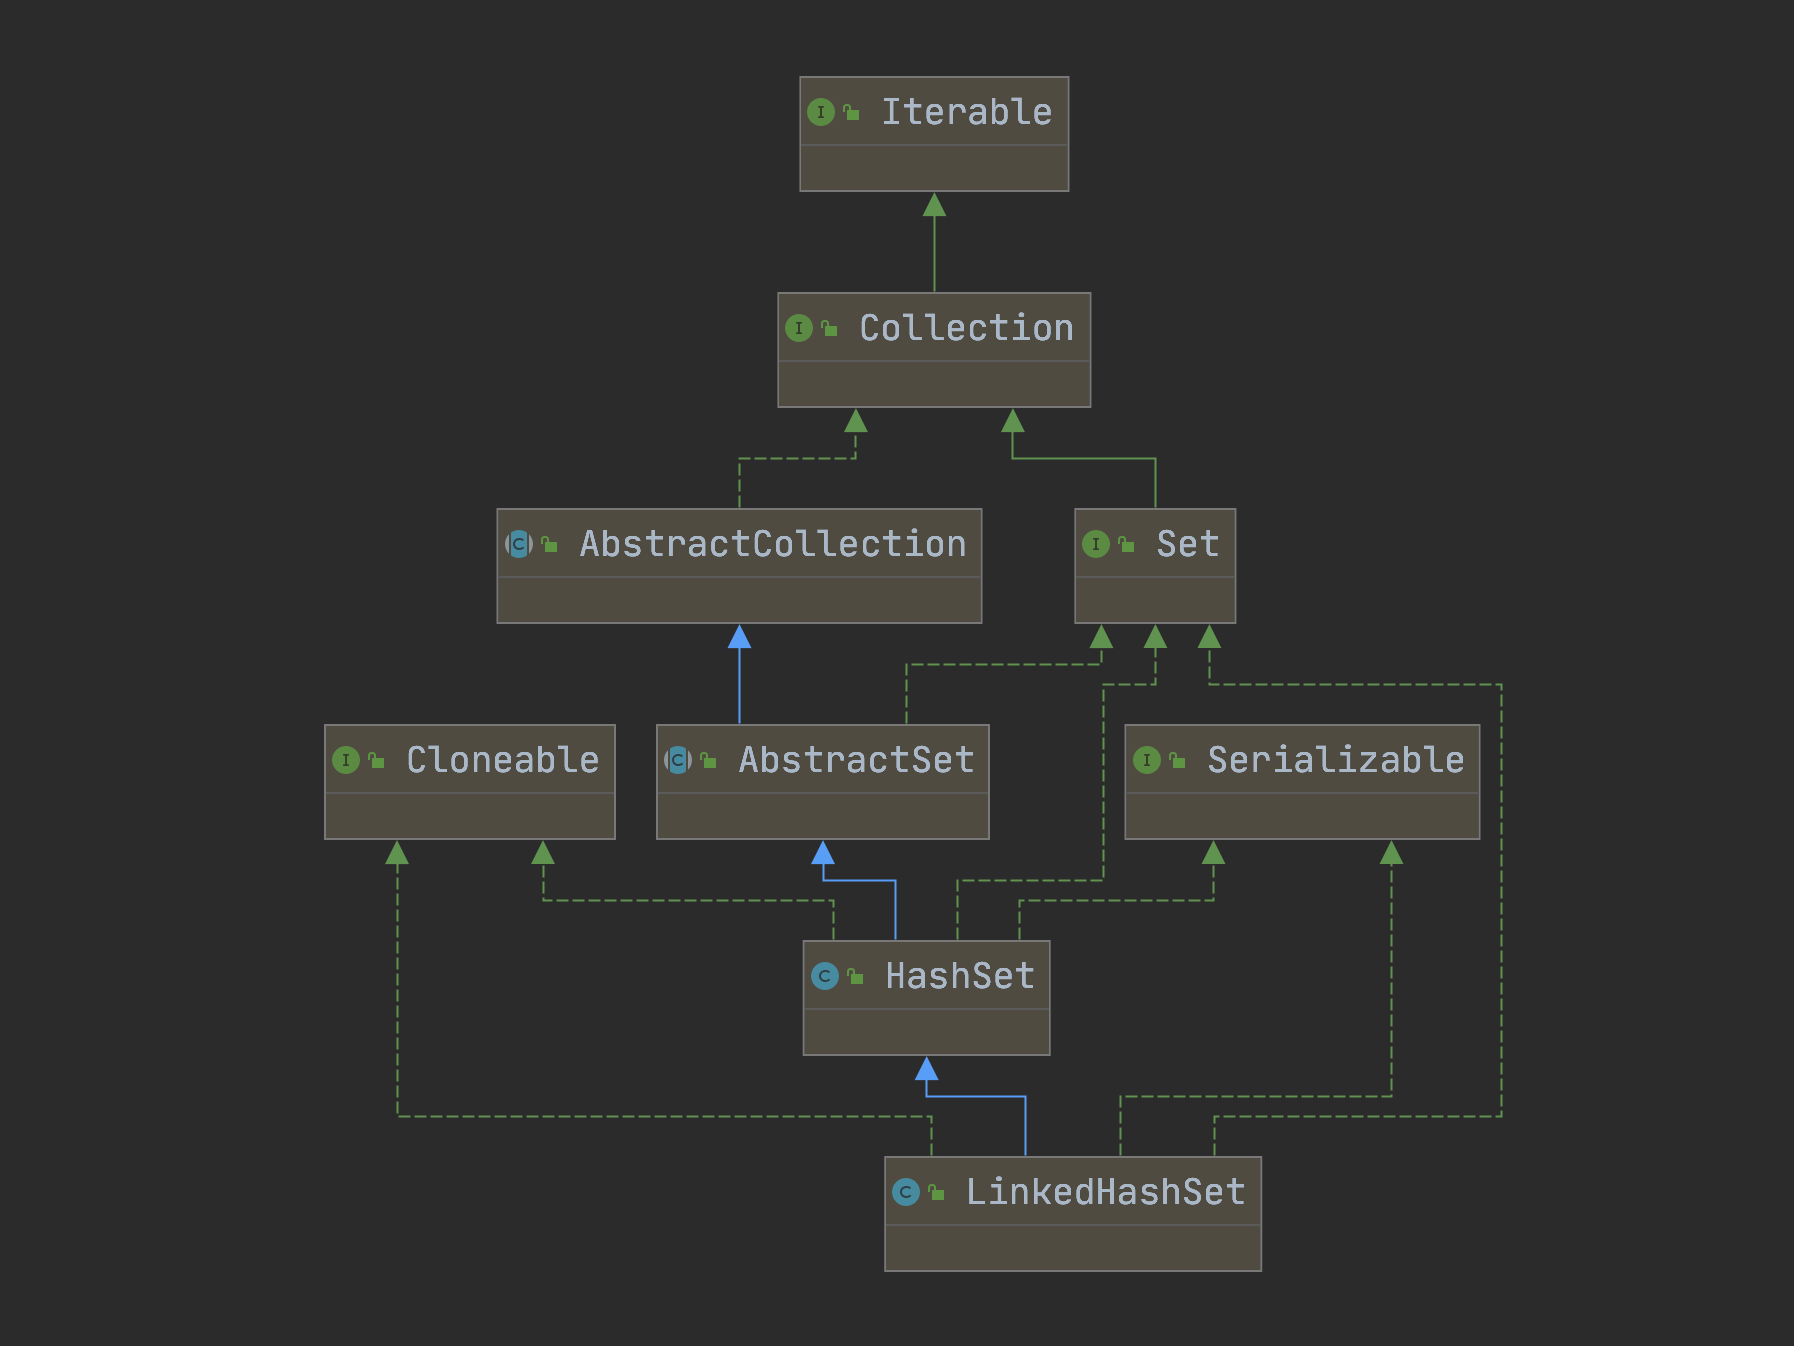 I Iterable
I Collection
C AbstractCollection
I Set
I Cloneable
C AbstractSet
I Serializable
C HashSet
C LinkedHashSet